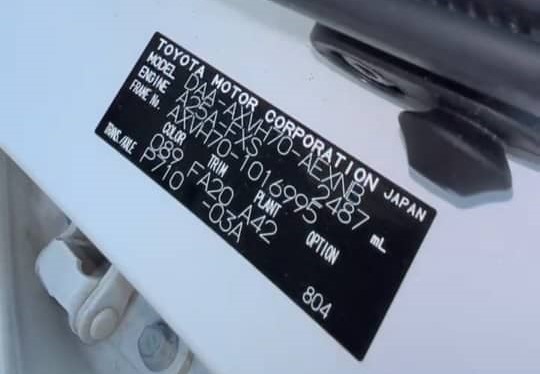 TOYOTA MOTOR CORPORATION JAPAN
MODEL DAA-AXVH70-AEXNB
ENGINE A25A-FXS 2487 mL
FRAME No. AXVH70-1016995
COLOR TRIM PLANT OPTION
089 FA20 A42
TRANS./AXLE P710 -03A
804